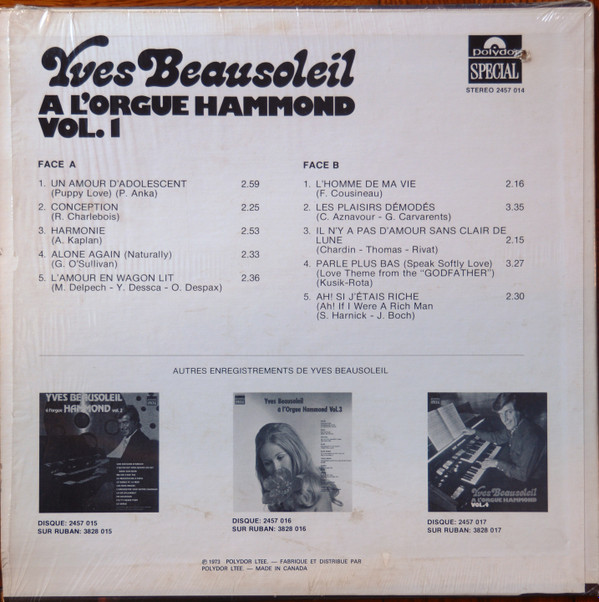 Yves Beausoleil
A L'ORGUE HAMMOND
VOL. 1
Polydor
SPECIAL
STEREO 2457 014
FACE A
1. UN AMOUR D'ADOLESCENT 2.59
(Puppy Love) (P. Anka)
2. CONCEPTION 2.25
(R. Charlebois)
3. HARMONIE 2.53
(A. Kaplan)
4. ALONE AGAIN (Naturally) 2.33
(G. O'Sullivan)
5. L'AMOUR EN WAGON LIT 2.36
(M. Delpech - Y. Dessca - O. Despax)
FACE B
1. L'HOMME DE MA VIE 2.16
(F. Cousineau)
2. LES PLAISIRS DÉMODÉS 3.35
(C. Aznavour - G. Carvarents)
3. IL N'Y A PAS D'AMOUR SANS CLAIR DE
LUNE 2.15
(Chardin - Thomas - Rivat)
4. PARLE PLUS BAS (Speak Softly Love) 3.27
(Love Theme from the "GODFATHER")
(Kusik-Rota)
5. AH! SI J'ÉTAIS RICHE 2.30
(Ah! If I Were A Rich Man
(S. Harnick - J. Boch)
AUTRES ENREGISTREMENTS DE YVES BEAUSOLEIL
YVES BEAUSOLEIL
à l'orgue HAMMOND vol. 2
DISQUE: 2457 015
SUR RUBAN: 3828 015
Yves Beausoleil
à l'Orgue Hammond Vol.3
DISQUE: 2457 016
SUR RUBAN: 3828 016
Yves Beausoleil
A L'ORGUE HAMMOND
VOL.4
DISQUE: 2457 017
SUR RUBAN: 3828 017
℗ 1973 POLYDOR LTEE. — FABRIQUE ET DISTRIBUE PAR
POLYDOR LTEE. — MADE IN CANADA